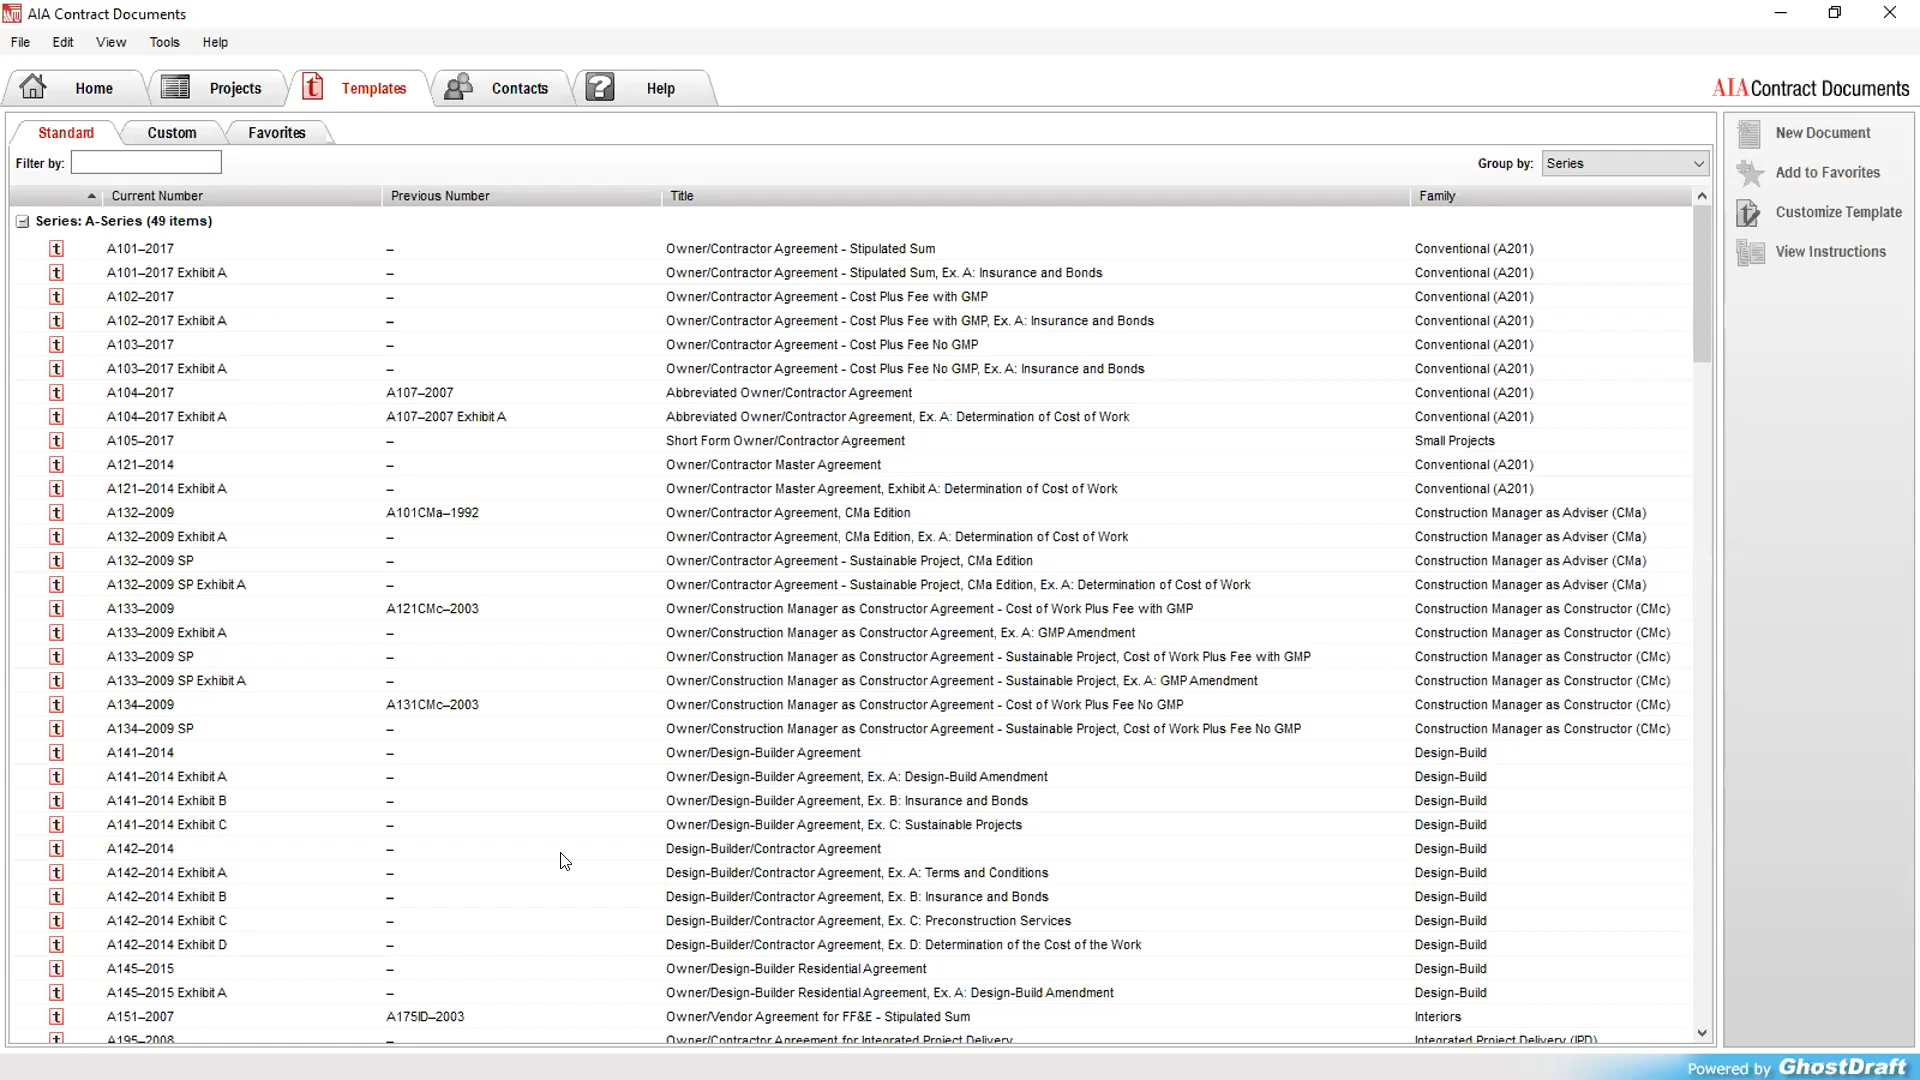 AIA Contract Documents
File Edit View Tools Help
Home Projects Templates Contacts Help
AIA Contract Documents
Standard Custom Favorites
Filter by:
Group by: Series
Current Number Previous Number Title Family
Series: A-Series (49 items)
A101–2017 – Owner/Contractor Agreement - Stipulated Sum Conventional (A201)
A101–2017 Exhibit A – Owner/Contractor Agreement - Stipulated Sum, Ex. A: Insurance and Bonds Conventional (A201)
A102–2017 – Owner/Contractor Agreement - Cost Plus Fee with GMP Conventional (A201)
A102–2017 Exhibit A – Owner/Contractor Agreement - Cost Plus Fee with GMP, Ex. A: Insurance and Bonds Conventional (A201)
A103–2017 – Owner/Contractor Agreement - Cost Plus Fee No GMP Conventional (A201)
A103–2017 Exhibit A – Owner/Contractor Agreement - Cost Plus Fee No GMP, Ex. A: Insurance and Bonds Conventional (A201)
A104–2017 A107–2007 Abbreviated Owner/Contractor Agreement Conventional (A201)
A104–2017 Exhibit A A107–2007 Exhibit A Abbreviated Owner/Contractor Agreement, Ex. A: Determination of Cost of Work Conventional (A201)
A105–2017 – Short Form Owner/Contractor Agreement Small Projects
A121–2014 – Owner/Contractor Master Agreement Conventional (A201)
A121–2014 Exhibit A – Owner/Contractor Master Agreement, Exhibit A: Determination of Cost of Work Conventional (A201)
A132–2009 A101CMa–1992 Owner/Contractor Agreement, CMa Edition Construction Manager as Adviser (CMa)
A132–2009 Exhibit A – Owner/Contractor Agreement, CMa Edition, Ex. A: Determination of Cost of Work Construction Manager as Adviser (CMa)
A132–2009 SP – Owner/Contractor Agreement - Sustainable Project, CMa Edition Construction Manager as Adviser (CMa)
A132–2009 SP Exhibit A – Owner/Contractor Agreement - Sustainable Project, CMa Edition, Ex. A: Determination of Cost of Work Construction Manager as Adviser (CMa)
A133–2009 A121CMc–2003 Owner/Construction Manager as Constructor Agreement - Cost of Work Plus Fee with GMP Construction Manager as Constructor (CMc)
A133–2009 Exhibit A – Owner/Construction Manager as Constructor Agreement, Ex. A: GMP Amendment Construction Manager as Constructor (CMc)
A133–2009 SP – Owner/Construction Manager as Constructor Agreement - Sustainable Project, Cost of Work Plus Fee with GMP Construction Manager as Constructor (CMc)
A133–2009 SP Exhibit A – Owner/Construction Manager as Constructor Agreement - Sustainable Project, Ex. A: GMP Amendment Construction Manager as Constructor (CMc)
A134–2009 A131CMc–2003 Owner/Construction Manager as Constructor Agreement - Cost of Work Plus Fee No GMP Construction Manager as Constructor (CMc)
A134–2009 SP – Owner/Construction Manager as Constructor Agreement - Sustainable Project, Cost of Work Plus Fee No GMP Construction Manager as Constructor (CMc)
A141–2014 – Owner/Design-Builder Agreement Design-Build
A141–2014 Exhibit A – Owner/Design-Builder Agreement, Ex. A: Design-Build Amendment Design-Build
A141–2014 Exhibit B – Owner/Design-Builder Agreement, Ex. B: Insurance and Bonds Design-Build
A141–2014 Exhibit C – Owner/Design-Builder Agreement, Ex. C: Sustainable Projects Design-Build
A142–2014 – Design-Builder/Contractor Agreement Design-Build
A142–2014 Exhibit A – Design-Builder/Contractor Agreement, Ex. A: Terms and Conditions Design-Build
A142–2014 Exhibit B – Design-Builder/Contractor Agreement, Ex. B: Insurance and Bonds Design-Build
A142–2014 Exhibit C – Design-Builder/Contractor Agreement, Ex. C: Preconstruction Services Design-Build
A142–2014 Exhibit D – Design-Builder/Contractor Agreement, Ex. D: Determination of the Cost of the Work Design-Build
A145–2015 – Owner/Design-Builder Residential Agreement Design-Build
A145–2015 Exhibit A – Owner/Design-Builder Residential Agreement, Ex. A: Design-Build Amendment Design-Build
A151–2007 A175ID–2003 Owner/Vendor Agreement for FF&E - Stipulated Sum Interiors
A195–2008 – Owner/Contractor Agreement for Integrated Project Delivery Integrated Project Delivery (IPD)
New Document
Add to Favorites
Customize Template
View Instructions
Powered by GhostDraft